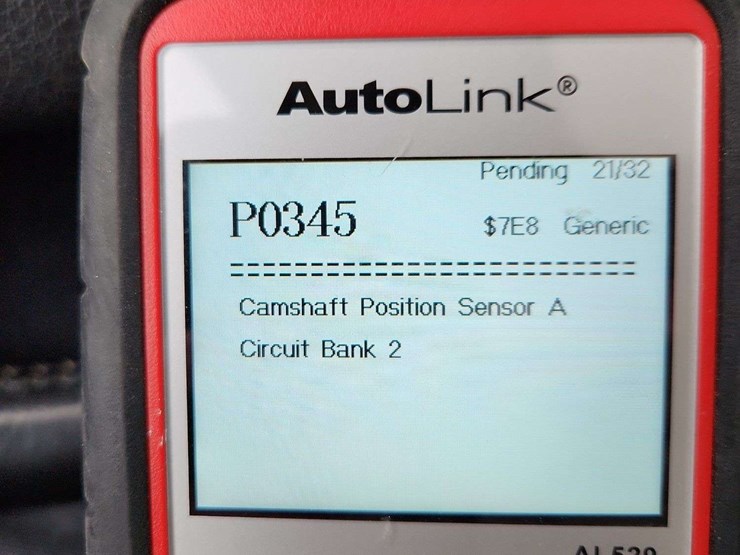 AutoLink®
Pending 21/32
P0345 $7E8 Generic
==========================
Camshaft Position Sensor A
Circuit Bank 2